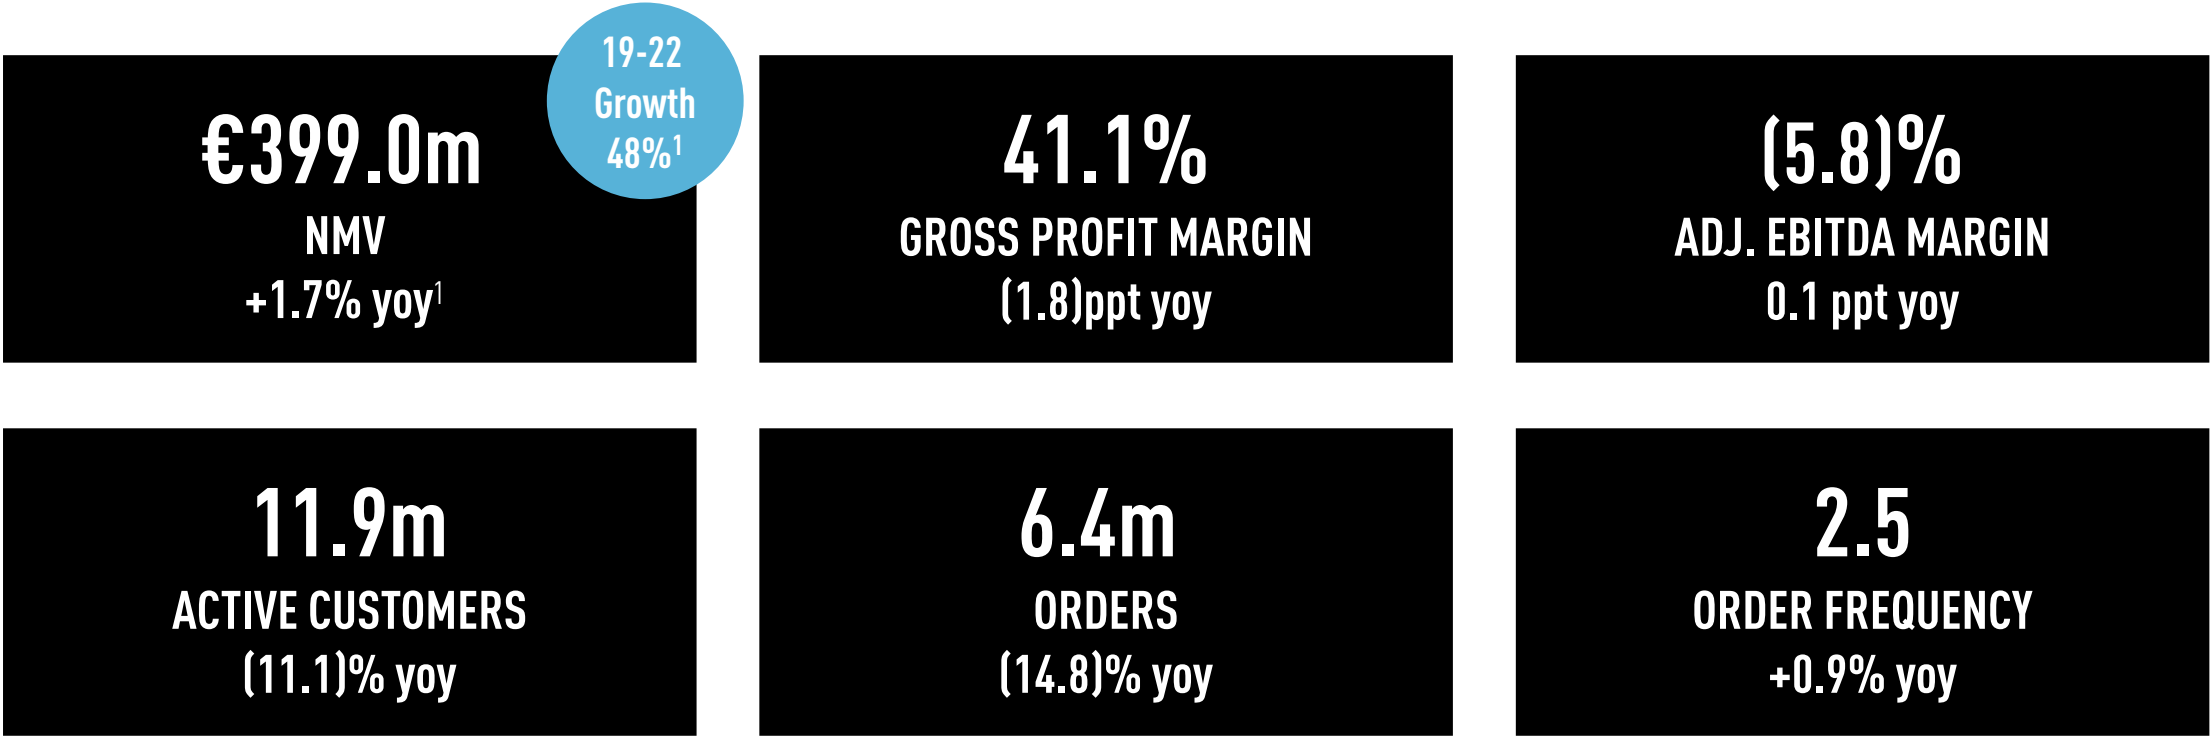 19-22
Growth
48%¹
€399.0m
NMV
+1.7% yoy¹
41.1%
GROSS PROFIT MARGIN
(1.8)ppt yoy
(5.8)%
ADJ. EBITDA MARGIN
0.1 ppt yoy
11.9m
ACTIVE CUSTOMERS
(11.1)% yoy
6.4m
ORDERS
(14.8)% yoy
2.5
ORDER FREQUENCY
+0.9% yoy